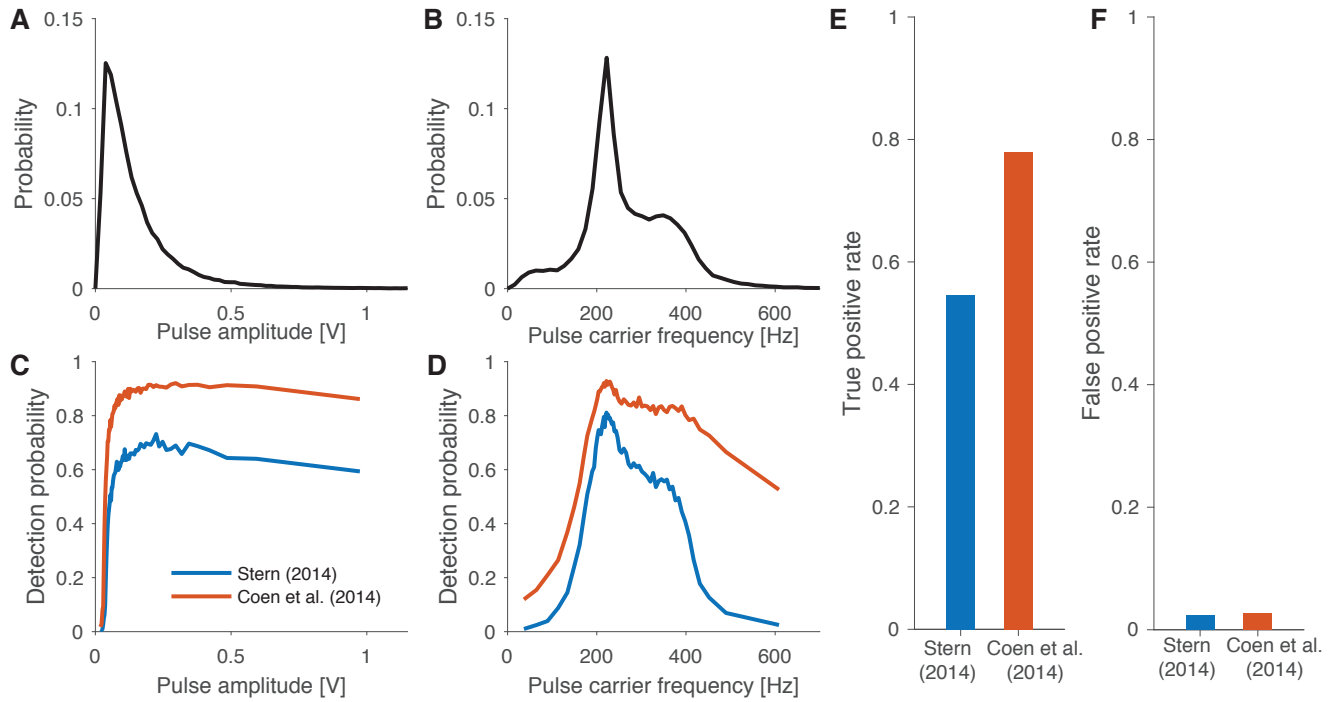 A
0.15
0.1
0.05
0
Probability
0
0.5
1
Pulse amplitude [V]
B
0.15
0.1
0.05
0
Probability
0
200
400
600
Pulse carrier frequency [Hz]
C
1
0.8
0.6
0.4
0.2
0
Detection probability
Stern (2014)
Coen et al. (2014)
0
0.5
1
Pulse amplitude [V]
D
1
0.8
0.6
0.4
0.2
0
Detection probability
0
200
400
600
Pulse carrier frequency [Hz]
E
1
0.8
0.6
0.4
0.2
0
True positive rate
Stern
(2014)
Coen et al.
(2014)
F
1
0.8
0.6
0.4
0.2
0
False positive rate
Stern
(2014)
Coen et al.
(2014)